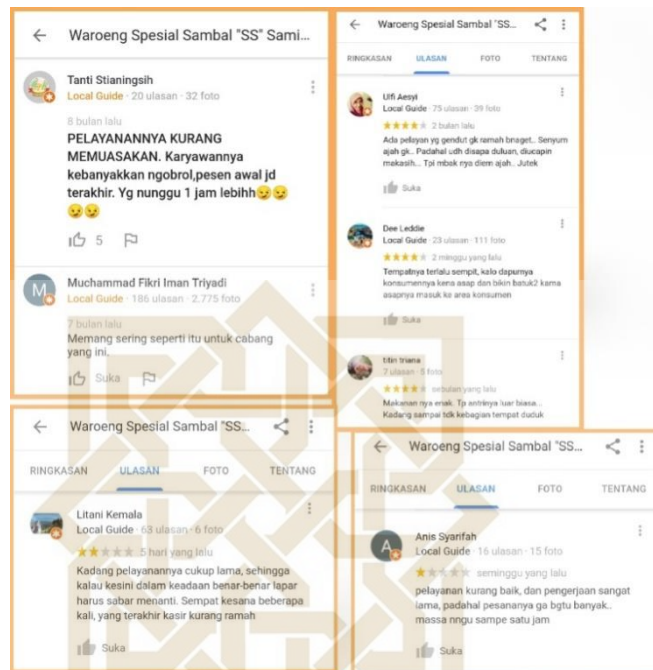 Waroeng Spesial Sambal "SS" Sami...
Tanti Stianingsih
Local Guide · 20 ulasan · 32 foto
8 bulan lalu
PELAYANANNYA KURANG
MEMUASAKAN. Karyawannya
kebanyakkan ngobrol,pesen awal jd
terakhir. Yg nunggu 1 jam lebihh😏😏
😏😏
5
M
Muchammad Fikri Iman Triyadi
Local Guide · 186 ulasan · 2.775 foto
7 bulan lalu
Memang sering seperti itu untuk cabang
yang ini.
Suka
Waroeng Spesial Sambal "SS...
RINGKASAN ULASAN FOTO TENTANG
Ulfi Aesyi
Local Guide · 75 ulasan · 39 foto
2 bulan lalu
Ada pelayan yg gendut gk ramah bnaget.. Senyum
ajah gk.. Padahal udh disapa duluan, diucapin
makasih... Tpi mbak nya diem ajah.. Jutek
Suka
Dee Leddie
Local Guide · 23 ulasan · 111 foto
2 minggu yang lalu
Tempatnya terlalu sempit, kalo dapurnya
konsumennya kena asap dan bikin batuk2 kama
asapnya masuk ke area konsumen
Suka
titin triana
7 ulasan · 5 foto
sebulan yang lalu
Makanan nya enak. Tp antrinya luar biasa...
Kadang sampai tdk kebagian tempat duduk
Waroeng Spesial Sambal "SS...
RINGKASAN ULASAN FOTO TENTANG
Litani Kemala
Local Guide · 63 ulasan · 6 foto
5 hari yang lalu
Kadang pelayanannya cukup lama, sehingga
kalau kesini dalam keadaan benar-benar lapar
harus sabar menanti. Sempat kesana beberapa
kali, yang terakhir kasir kurang ramah
Suka
Waroeng Spesial Sambal "SS...
RINGKASAN ULASAN FOTO TENTANG
A
Anis Syarifah
Local Guide · 16 ulasan · 15 foto
seminggu yang lalu
pelayanan kurang baik, dan pengerjaan sangat
lama, padahal pesananya ga bgtu banyak..
massa nngu sampe satu jam
Suka